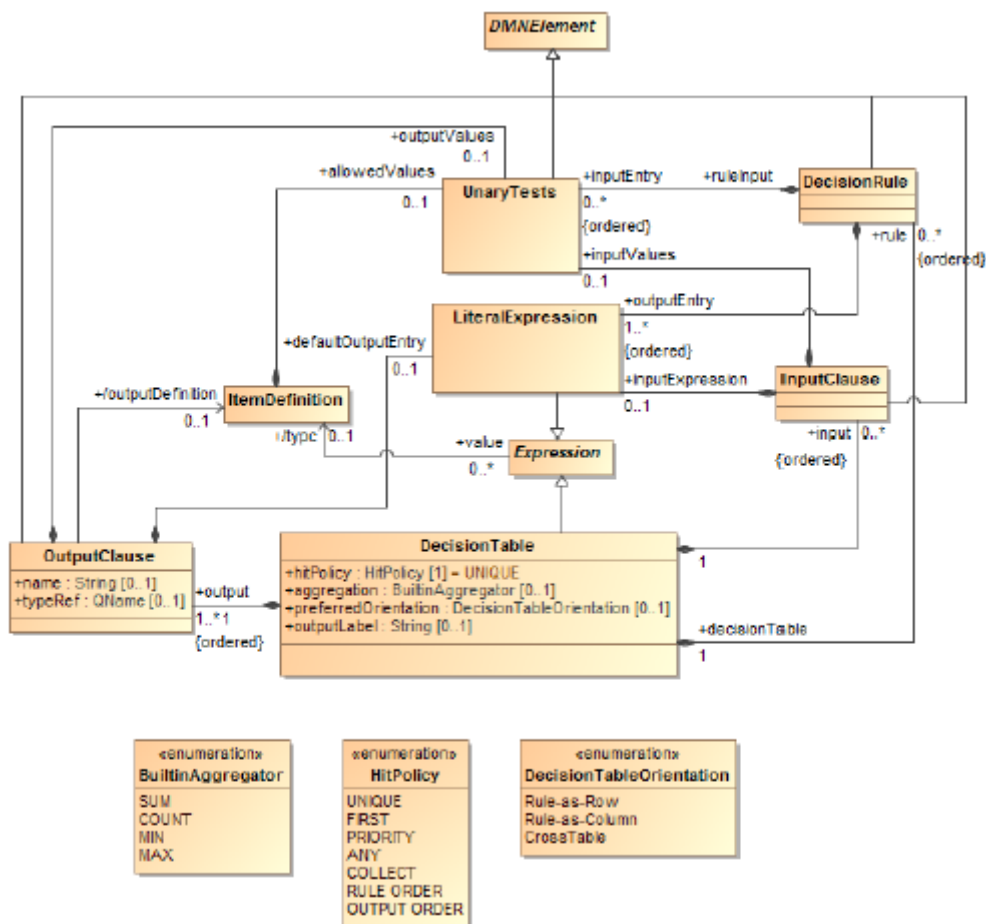 DMNElement
+outputValues
0..1
+allowedValues
0..1
UnaryTests
+inputEntry
0..*
{ordered}
+ruleInput
DecisionRule
+rule
0..*
{ordered}
+inputValues
0..1
LiteralExpression
+outputEntry
1..*
{ordered}
+defaultOutputEntry
0..1
+inputExpression
0..1
InputClause
+input
0..*
{ordered}
+/outputDefinition
0..1
ItemDefinition
+/type
0..1
+value
0..*
Expression
OutputClause
+name : String [0..1]
+typeRef : QName [0..1]
+output
1..*
1
{ordered}
DecisionTable
+hitPolicy : HitPolicy [1] = UNIQUE
+aggregation : BuiltinAggregator [0..1]
+preferredOrientation : DecisionTableOrientation [0..1]
+outputLabel : String [0..1]
1
+decisionTable
1
«enumeration»
BuiltinAggregator
SUM
COUNT
MIN
MAX
«enumeration»
HitPolicy
UNIQUE
FIRST
PRIORITY
ANY
COLLECT
RULE ORDER
OUTPUT ORDER
«enumeration»
DecisionTableOrientation
Rule-as-Row
Rule-as-Column
CrossTable